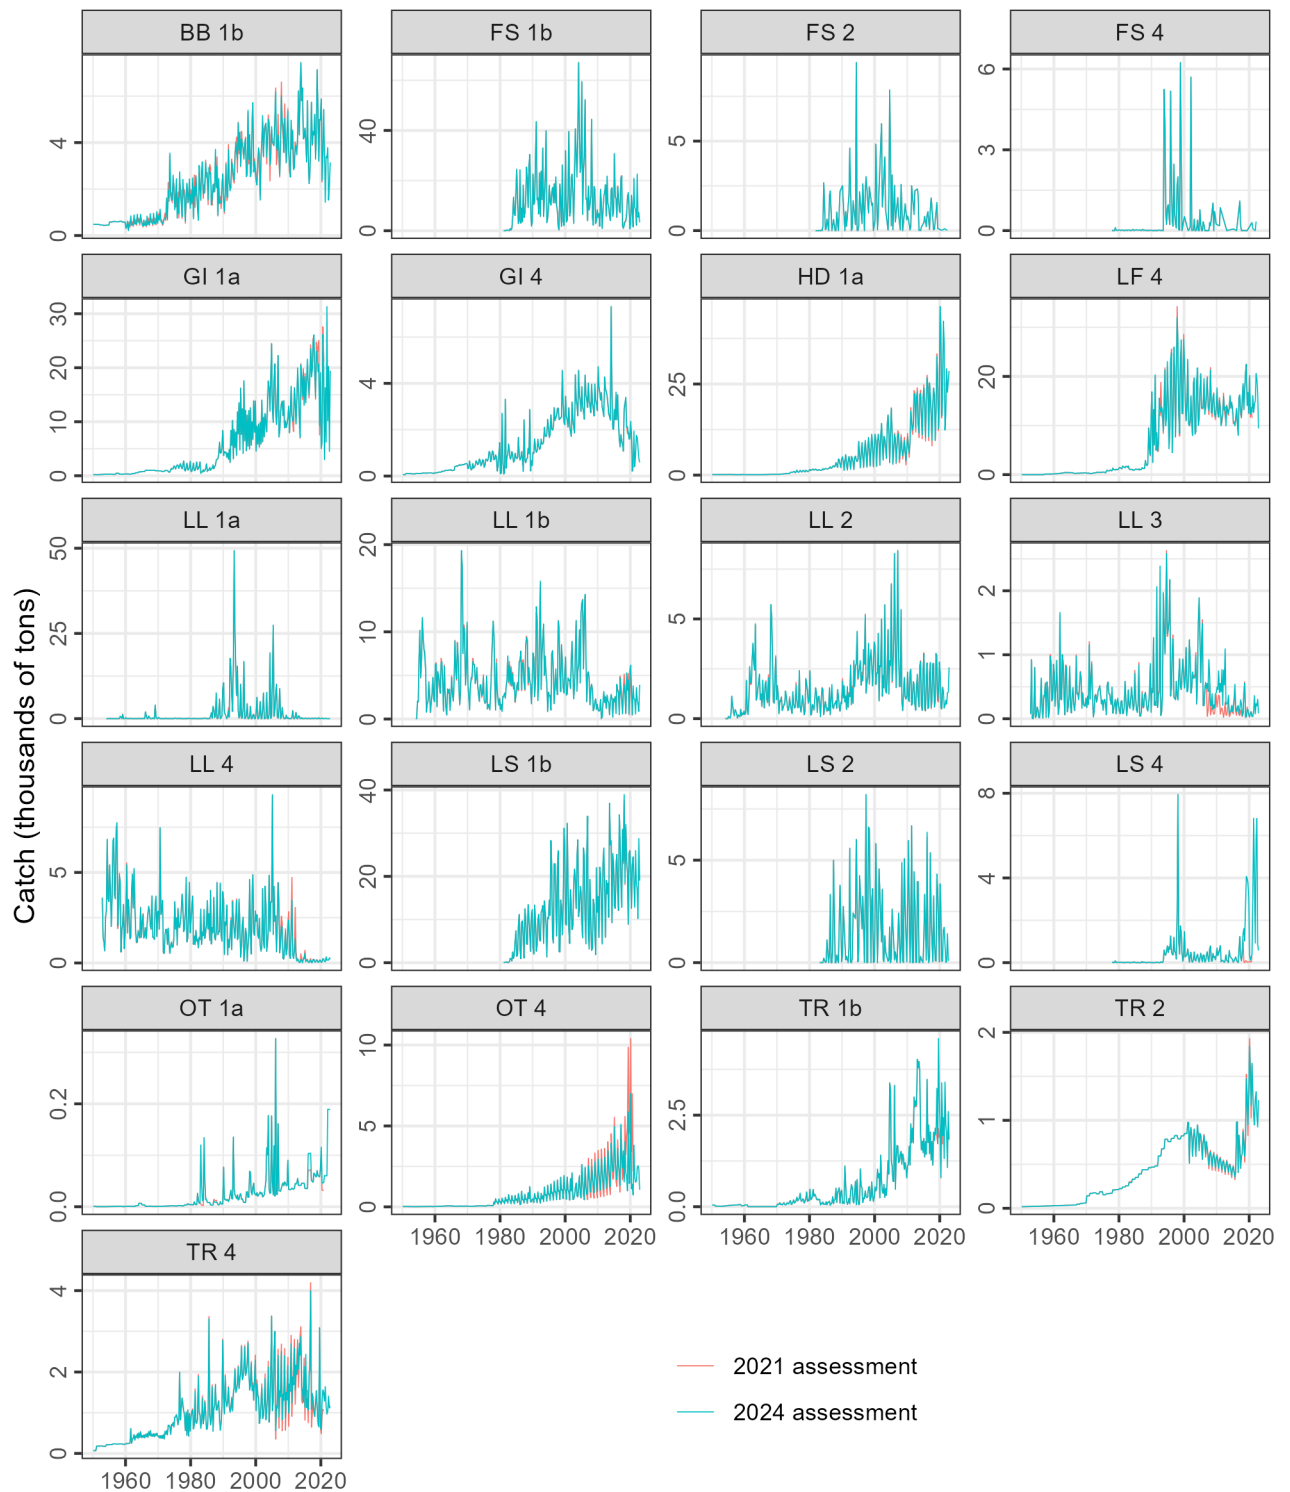 BB 1b
FS 1b
FS 2
FS 4
4
0
40
0
5
0
6
3
0
GI 1a
GI 4
HD 1a
LF 4
30
20
10
0
4
0
25
0
20
0
LL 1a
LL 1b
LL 2
LL 3
50
25
0
20
10
0
5
0
2
1
0
Catch (thousands of tons)
LL 4
LS 1b
LS 2
LS 4
5
0
40
20
0
5
0
8
4
0
OT 1a
OT 4
TR 1b
TR 2
0.2
0.0
10
5
0
2.5
0.0
2
1
0
1960 1980 2000 2020
1960 1980 2000 2020
1960 1980 2000 2020
TR 4
4
2
0
1960 1980 2000 2020
2021 assessment
2024 assessment